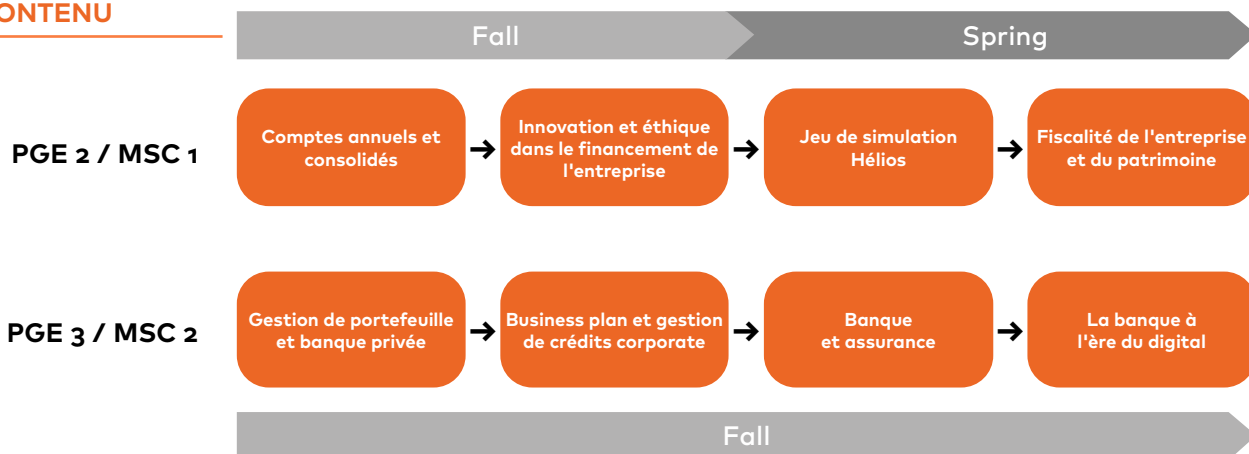 ONTENU
Fall
Spring
PGE 2 / MSC 1
Comptes annuels et
consolidés
Innovation et éthique
dans le financement de
l'entreprise
Jeu de simulation
Hélios
Fiscalité de l'entreprise
et du patrimoine
PGE 3 / MSC 2
Gestion de portefeuille
et banque privée
Business plan et gestion
de crédits corporate
Banque
et assurance
La banque à
l'ère du digital
Fall